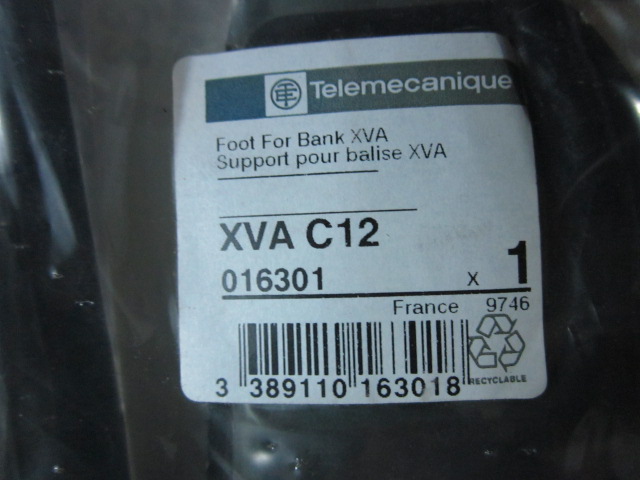 Telemecanique
Foot For Bank XVA
Support pour balise XVA
XVA C12
016301 x 1
France 9746
3 389110 163018
RECYCLABLE